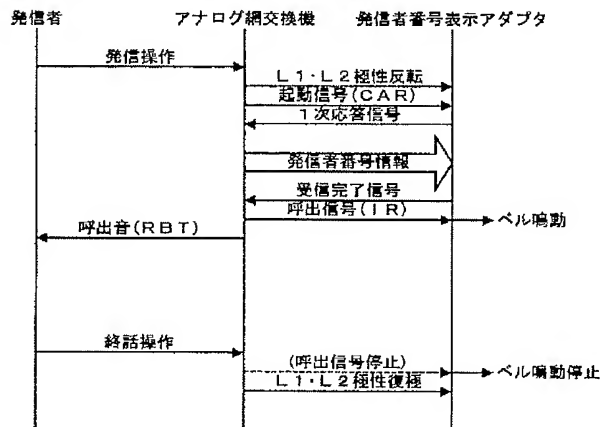 発信者 アナログ網交換機 発信者番号表示アダプタ
発信操作
L1・L2極性反転
起動信号(CAR)
1次応答信号
発信者番号情報
受信完了信号
呼出信号(IR)
ベル鳴動
呼出音(RBT)
終話操作
(呼出信号停止)
ベル鳴動停止
L1・L2極性復極